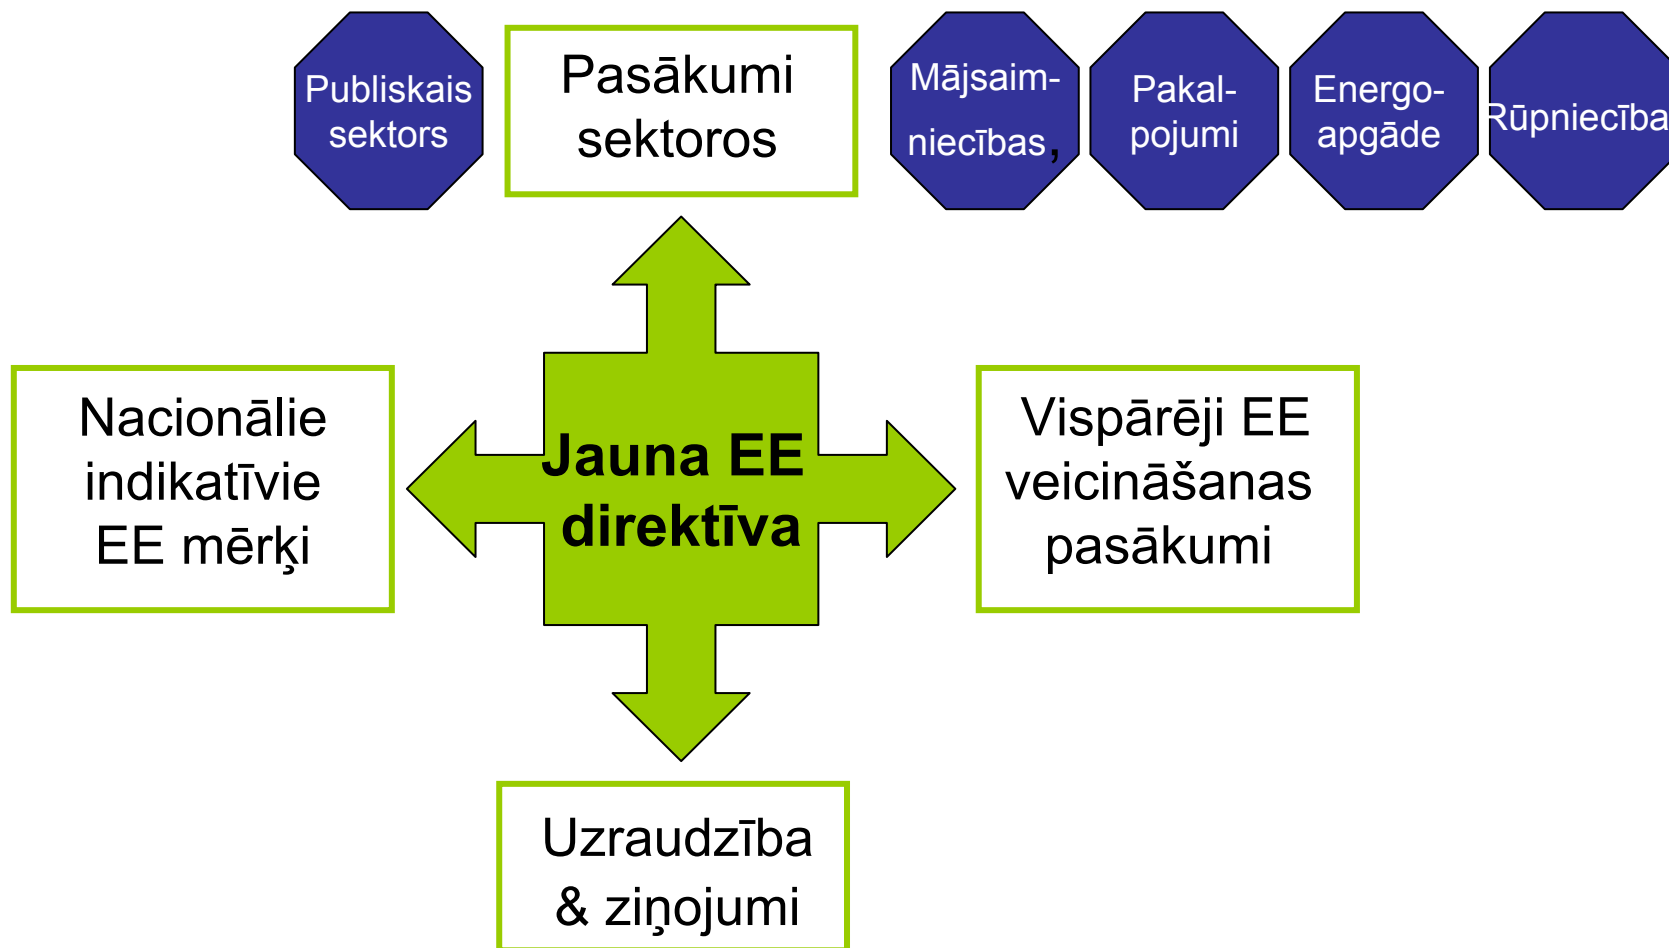 Publiskais
sektors
Pasākumi
sektoros
Mājsaim-
niecības,
Pakal-
pojumi
Energo-
apgāde
Rūpniecība
Nacionālie
indikatīvie
EE mērķi
Jauna EE
direktīva
Vispārēji EE
veicināšanas
pasākumi
Uzraudzība
& ziņojumi